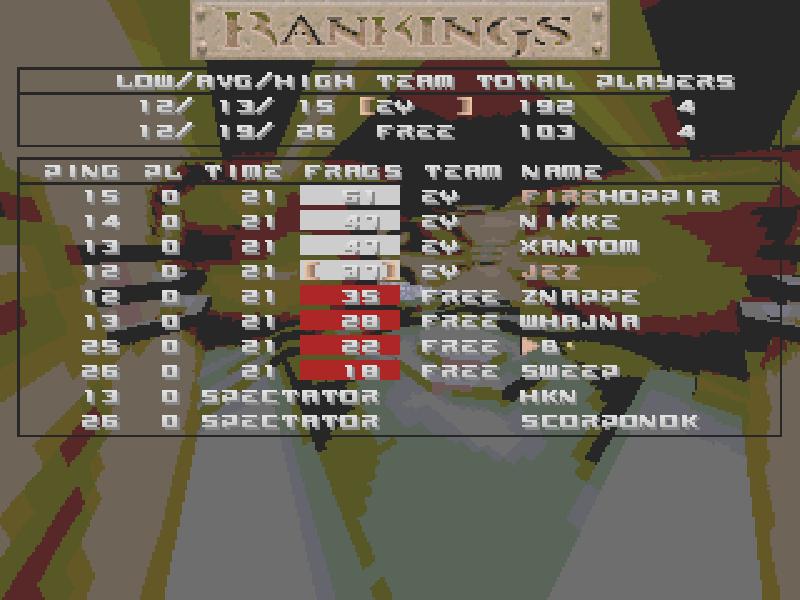 RANKINGS
LOW/AVG/HIGH TEAM TOTAL PLAYERS
12/ 13/ 15 [EV ] 192 4
12/ 19/ 26 FREE 103 4
PING PL TIME FRAGS TEAM NAME
15 0 21 EV FIREHOPPIR
14 0 21 EV NIKKE
13 0 21 EV XANTOM
12 0 21 [ 39] EV JEZ
12 0 21 35 FREE ZNAPPE
13 0 21 28 FREE WHAJNA
25 0 21 22 FREE B
26 0 21 18 FREE SWEEP
13 0 SPECTATOR HKN
26 0 SPECTATOR SCORPONOK